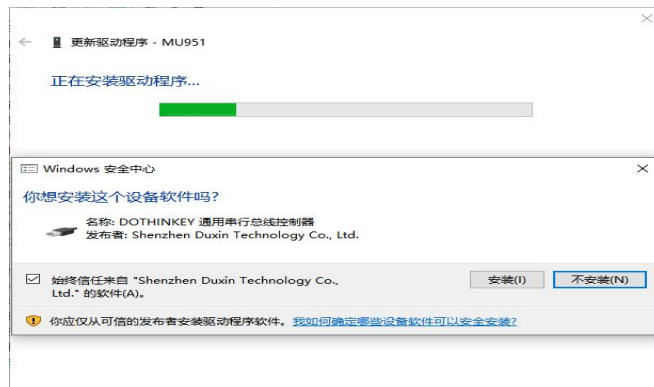 更新驱动程序 - MU951
正在安装驱动程序...
Windows 安全中心
你想安装这个设备软件吗?
名称: DOTHINKEY 通用串行总线控制器
发布者: Shenzhen Duxin Technology Co., Ltd.
始终信任来自 "Shenzhen Duxin Technology Co.,
Ltd." 的软件(A)。
安装(I)
不安装(N)
你应仅从可信的发布者安装驱动程序软件。我如何确定哪些设备软件可以安全安装?